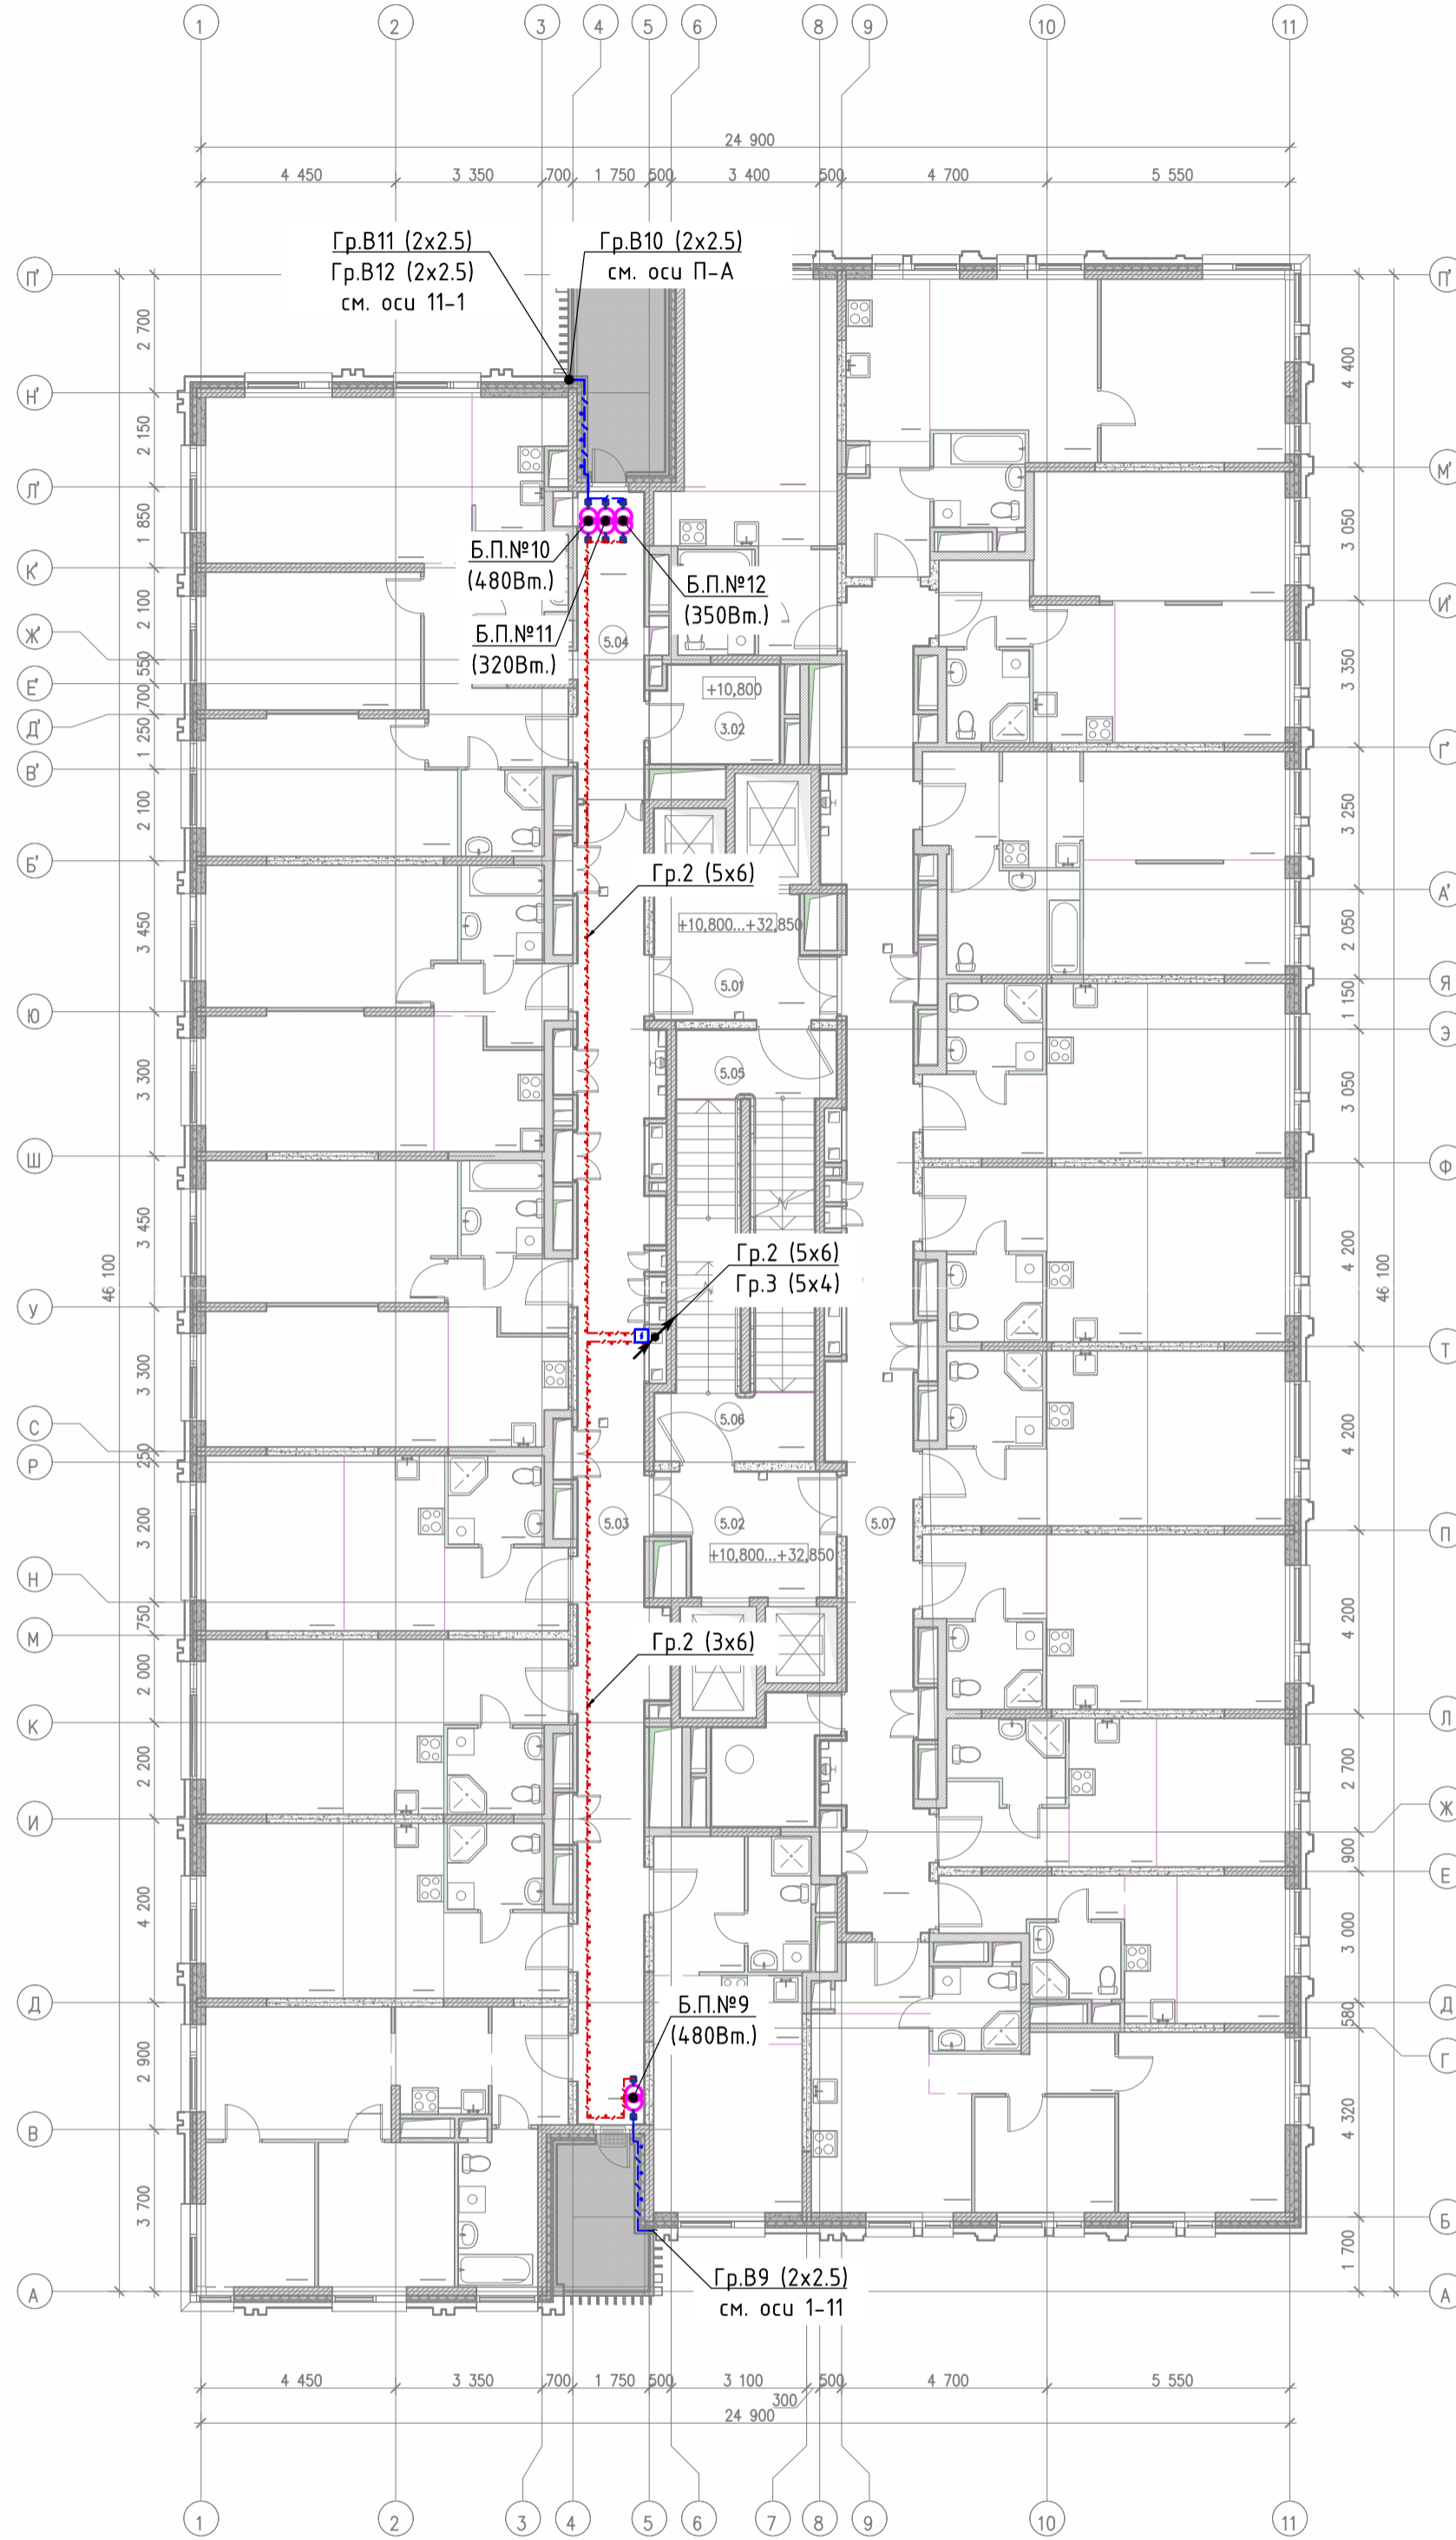 1 2 3 4 5 6 8 9 10 11
24 900
4 450 3 350 700 1 750 500 3 400 500 4 700 5 550
Гр.В11 (2x2.5)
Гр.В12 (2x2.5)
см. оси 11-1
Гр.В10 (2x2.5)
см. оси П-А
П'
Н'
Л'
К'
Ж'
Е'
Д'
В'
Б'
Ю
Ш
У
С
Р
Н
М
К
И
Д
В
А
2 700
2 150
1 850
2 100
550
700
1 250
2 100
3 450
3 300
3 450
3 300
250
3 200
750
2 000
2 200
4 200
2 900
3 700
46 100
Б.П.№10
(480Вт.)
Б.П.№11
(320Вт.)
Б.П.№12
(350Вт.)
5.04
+10,800
3.02
Гр.2 (5x6)
+10,800...+32,850
5.01
5.05
Гр.2 (5x6)
Гр.3 (5x4)
5.06
5.03
5.02
5.07
+10,800...+32,850
Гр.2 (3x6)
Б.П.№9
(480Вт.)
Гр.В9 (2x2.5)
см. оси 1-11
П'
М'
И'
Г'
А'
Я
Э
Ф
Т
П
Л
Ж
Е
Д
Г
Б
А
4 400
3 050
3 350
3 250
2 050
1 150
3 050
4 200
4 200
4 200
2 700
900
3 000
580
4 320
1 700
46 100
4 450 3 350 700 1 750 500 3 100 500 4 700 5 550
300
24 900
1 2 3 4 5 6 7 8 9 10 11